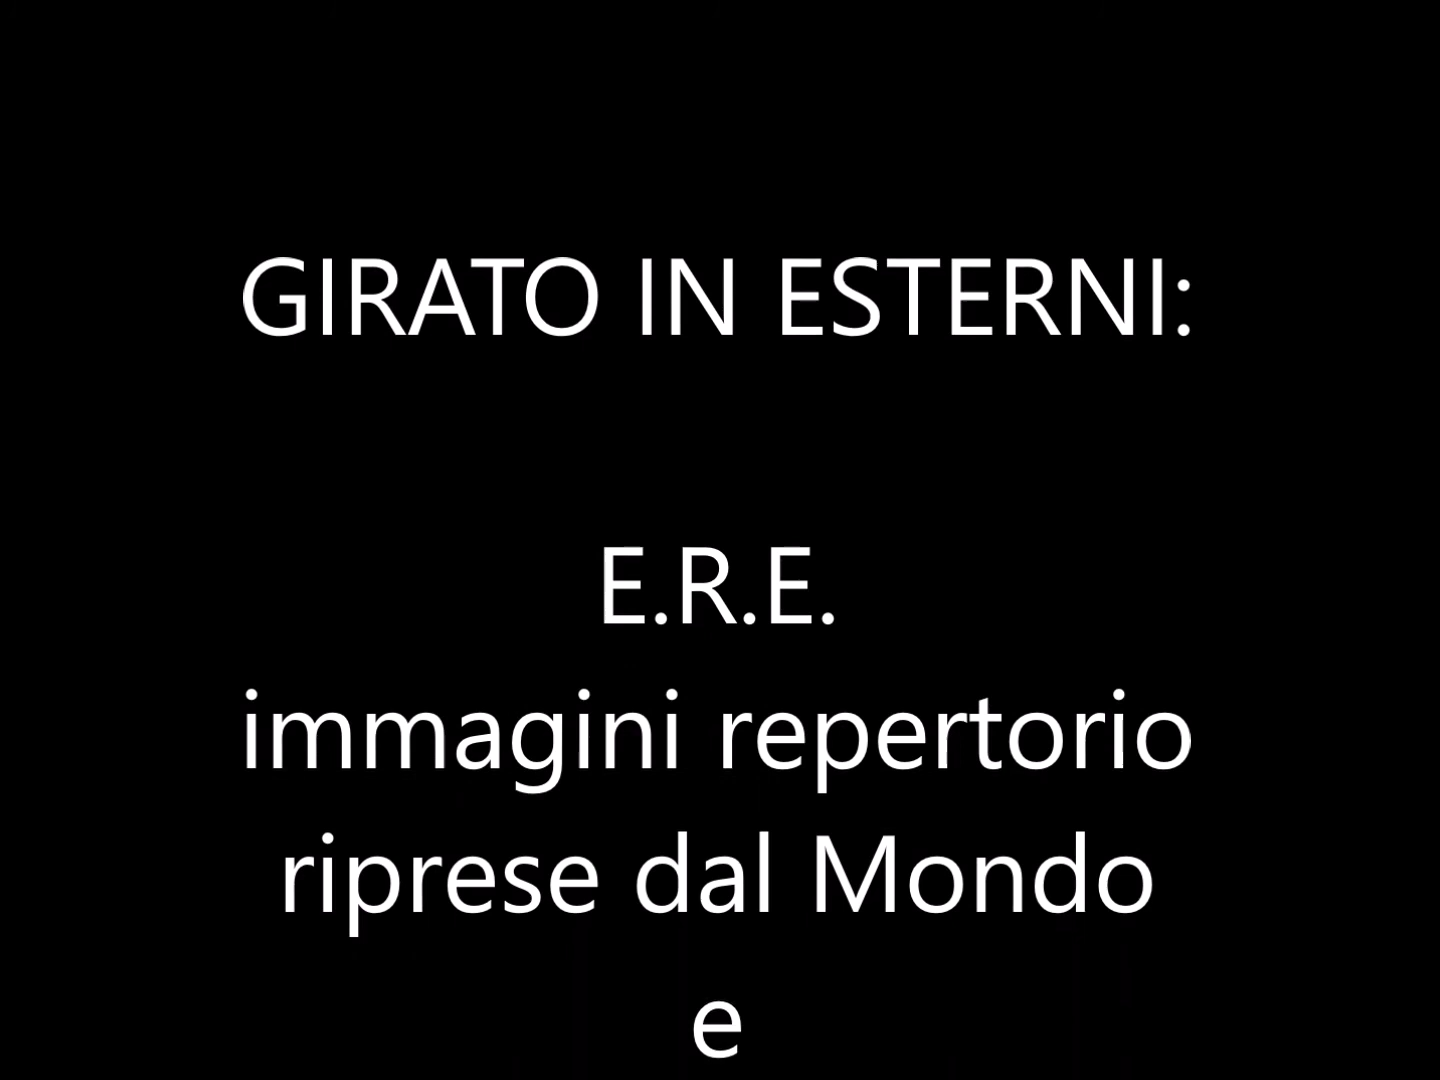 GIRATO IN ESTERNI:
E.R.E.
immagini repertorio
riprese dal Mondo
e